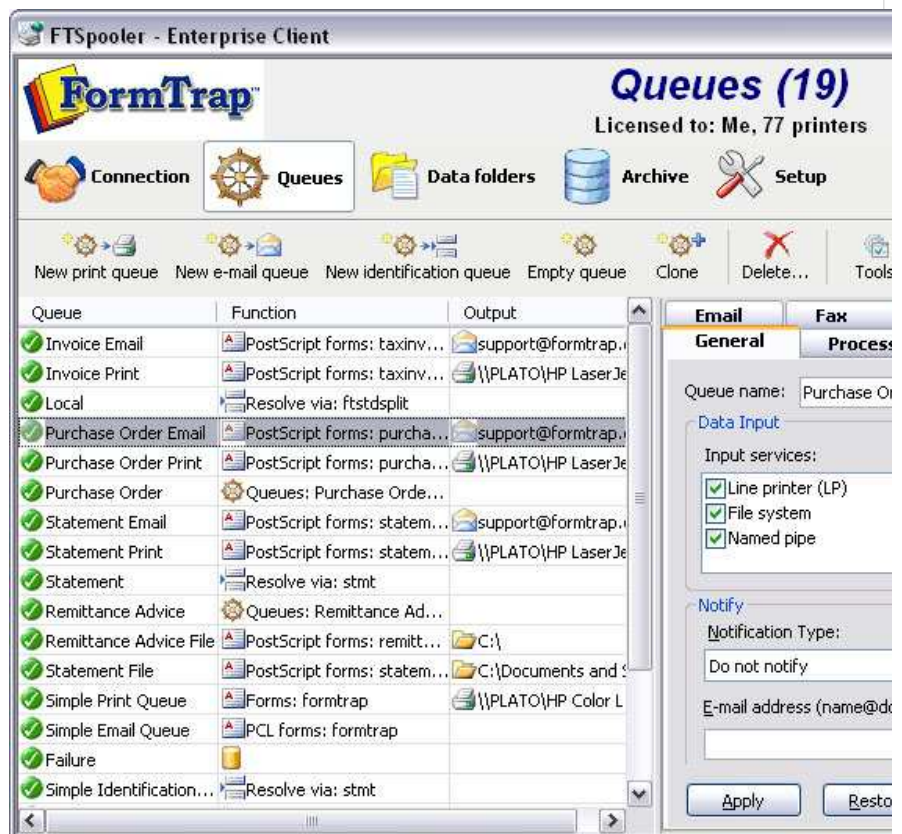 FTSpooler - Enterprise Client
FormTrap™
Queues (19)
Licensed to: Me, 77 printers
Connection Queues Data folders Archive Setup
New print queue New e-mail queue New identification queue Empty queue Clone Delete... Tools
Queue Function Output
Invoice Email PostScript forms: taxinv... support@formtrap.
Invoice Print PostScript forms: taxinv... \\PLATO\HP LaserJe
Local Resolve via: ftstdsplit
Purchase Order Email PostScript forms: purcha... support@formtrap.
Purchase Order Print PostScript forms: purcha... \\PLATO\HP LaserJe
Purchase Order Queues: Purchase Orde...
Statement Email PostScript forms: statem... support@formtrap.
Statement Print PostScript forms: statem... \\PLATO\HP LaserJe
Statement Resolve via: stmt
Remittance Advice Queues: Remittance Ad...
Remittance Advice File PostScript forms: remitt... C:\
Statement File PostScript forms: statem... C:\Documents and S
Simple Print Queue Forms: formtrap \\PLATO\HP Color L
Simple Email Queue PCL forms: formtrap
Failure
Simple Identification... Resolve via: stmt
Email Fax
General Process
Queue name: Purchase Or
Data Input
Input services:
Line printer (LP)
File system
Named pipe
Notify
Notification Type:
Do not notify
E-mail address (name@do
Apply Resto